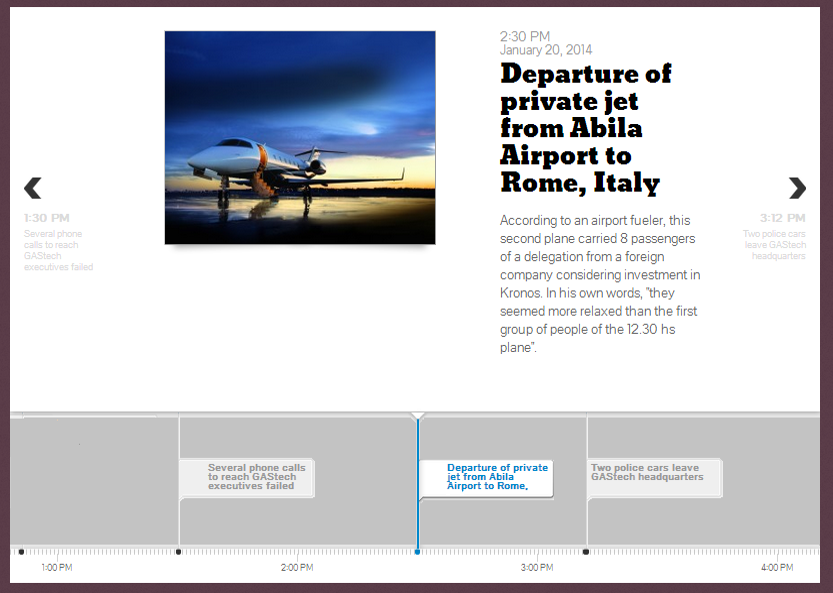 2:30 PM
January 20, 2014
Departure of
private jet
from Abila
Airport to
Rome, Italy
According to an airport fueler, this
second plane carried 8 passengers
of a delegation from a foreign
company considering investment in
Kronos. In his own words, "they
seemed more relaxed than the first
group of people of the 12.30 hs
plane".
1:30 PM
Several phone
calls to reach
GAStech
executives failed
3:12 PM
Two police cars
leave GAStech
headquarters
Several phone calls
to reach GAStech
executives failed
Departure of private
jet from Abila
Airport to Rome,
Two police cars leave
GAStech headquarters
1:00 PM
2:00 PM
3:00 PM
4:00 PM